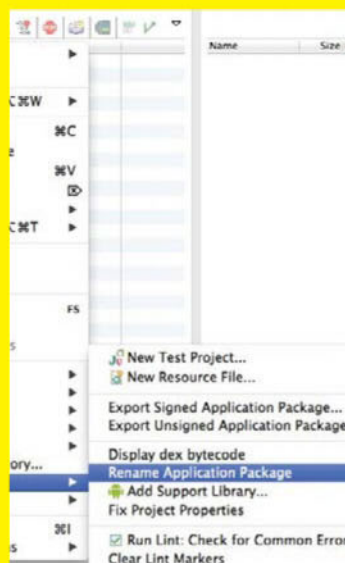 Name Size
⌘W
⌘C
⌘V
⌘T
F5
ory...
⌘I
New Test Project...
New Resource File...
Export Signed Application Package...
Export Unsigned Application Package
Display dex bytecode
Rename Application Package
Add Support Library...
Fix Project Properties
Run Lint: Check for Common Error
Clear Lint Markers